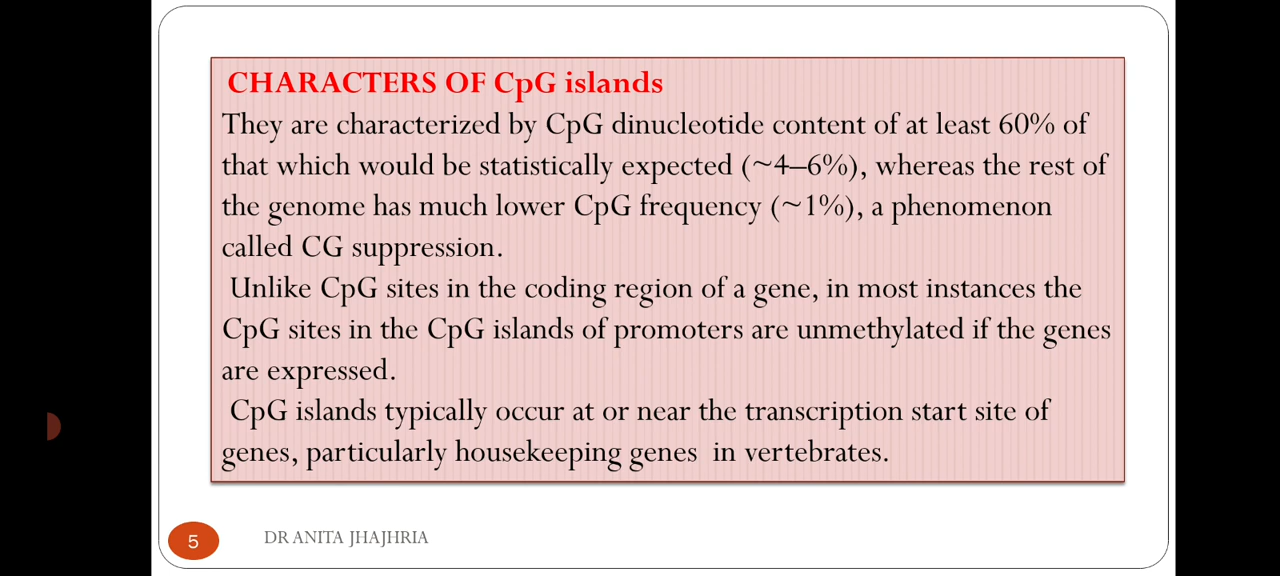 CHARACTERS OF CpG islands
They are characterized by CpG dinucleotide content of at least 60% of
that which would be statistically expected (~4–6%), whereas the rest of
the genome has much lower CpG frequency (~1%), a phenomenon
called CG suppression.
Unlike CpG sites in the coding region of a gene, in most instances the
CpG sites in the CpG islands of promoters are unmethylated if the genes
are expressed.
CpG islands typically occur at or near the transcription start site of
genes, particularly housekeeping genes in vertebrates.
5 DR ANITA JHAJHRIA